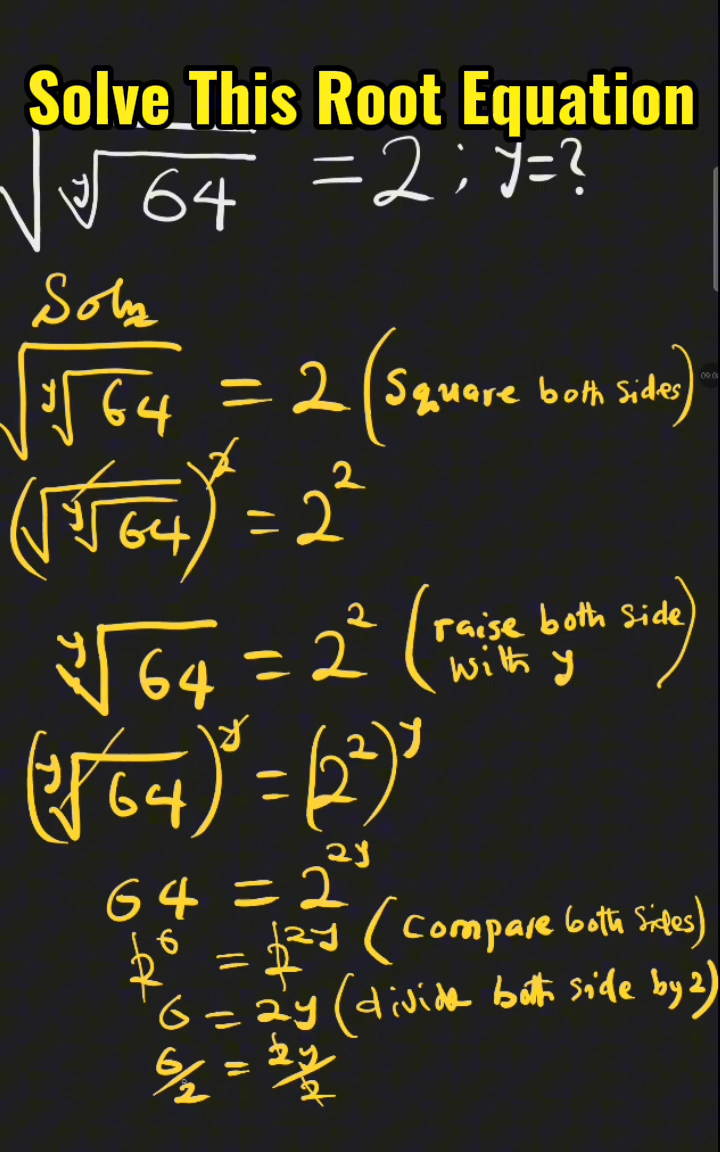 Solve This Root Equation
√(ʸ√64) = 2 ; y=?
Soln
√(ʸ√64) = 2 (Square both sides)
(√(ʸ√64))² = 2²
ʸ√64 = 2² (raise both side
with y)
(ʸ√64)ʸ = (2²)ʸ
64 = 2²ʸ
2⁶ = 2²ʸ (Compare both sides)
6 = 2y (divide both side by 2)
6/2 = 2y/2